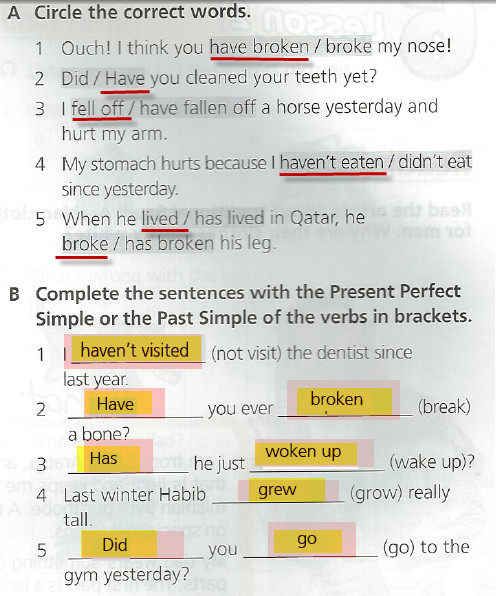 A Circle the correct words.
1 Ouch! I think you have broken / broke my nose!
2 Did / Have you cleaned your teeth yet?
3 I fell off / have fallen off a horse yesterday and
hurt my arm.
4 My stomach hurts because I haven't eaten / didn't eat
since yesterday.
5 When he lived / has lived in Qatar, he
broke / has broken his leg.
B Complete the sentences with the Present Perfect
Simple or the Past Simple of the verbs in brackets.
1 I haven't visited (not visit) the dentist since
last year.
2 Have you ever broken (break)
a bone?
3 Has he just woken up (wake up)?
4 Last winter Habib grew (grow) really
tall.
5 Did you go (go) to the
gym yesterday?